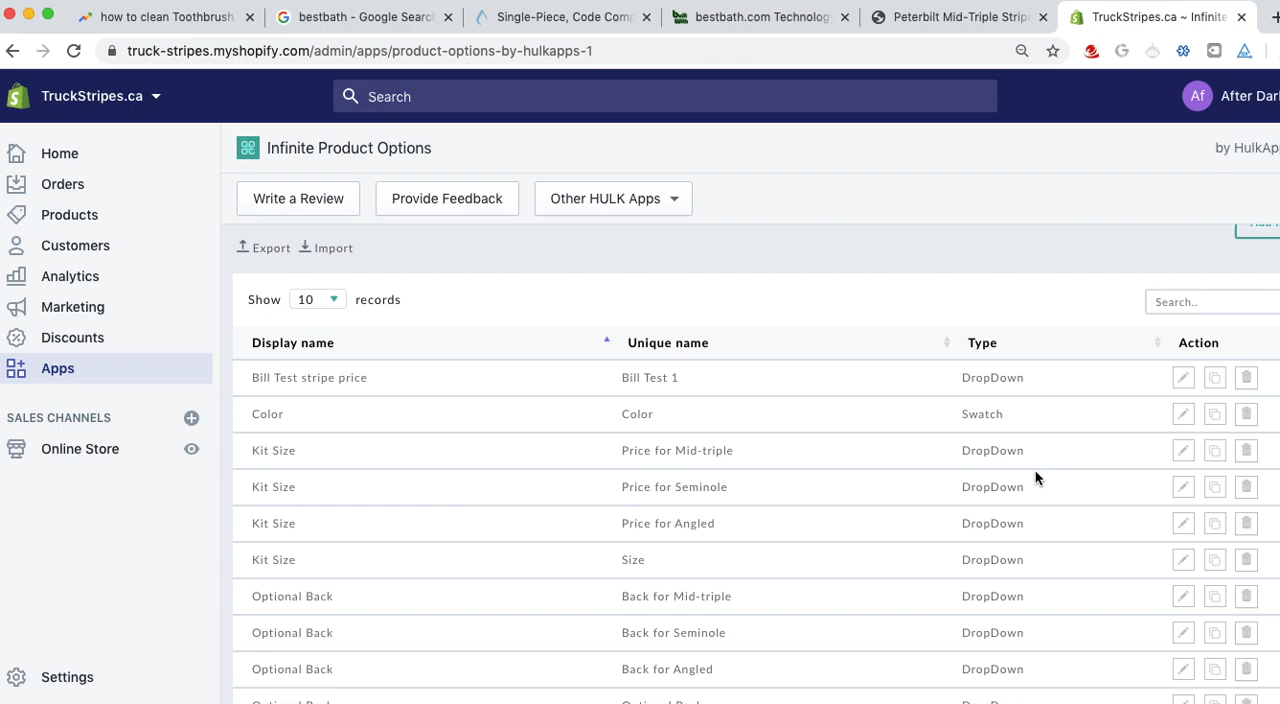 how to clean Toothbrush
bestbath - Google Search
Single-Piece, Code Comp
bestbath.com Technology
Peterbilt Mid-Triple Stripe
TruckStripes.ca ~ Infinite
truck-stripes.myshopify.com/admin/apps/product-options-by-hulkapps-1
TruckStripes.ca
Search
Af
After Dar
Home
Orders
Products
Customers
Analytics
Marketing
Discounts
Apps
SALES CHANNELS
Online Store
Settings
Infinite Product Options
by HulkAp
Write a Review
Provide Feedback
Other HULK Apps
Export
Import
Show 10 records
Search..
Display name Unique name Type Action
Bill Test stripe price Bill Test 1 DropDown
Color Color Swatch
Kit Size Price for Mid-triple DropDown
Kit Size Price for Seminole DropDown
Kit Size Price for Angled DropDown
Kit Size Size DropDown
Optional Back Back for Mid-triple DropDown
Optional Back Back for Seminole DropDown
Optional Back Back for Angled DropDown